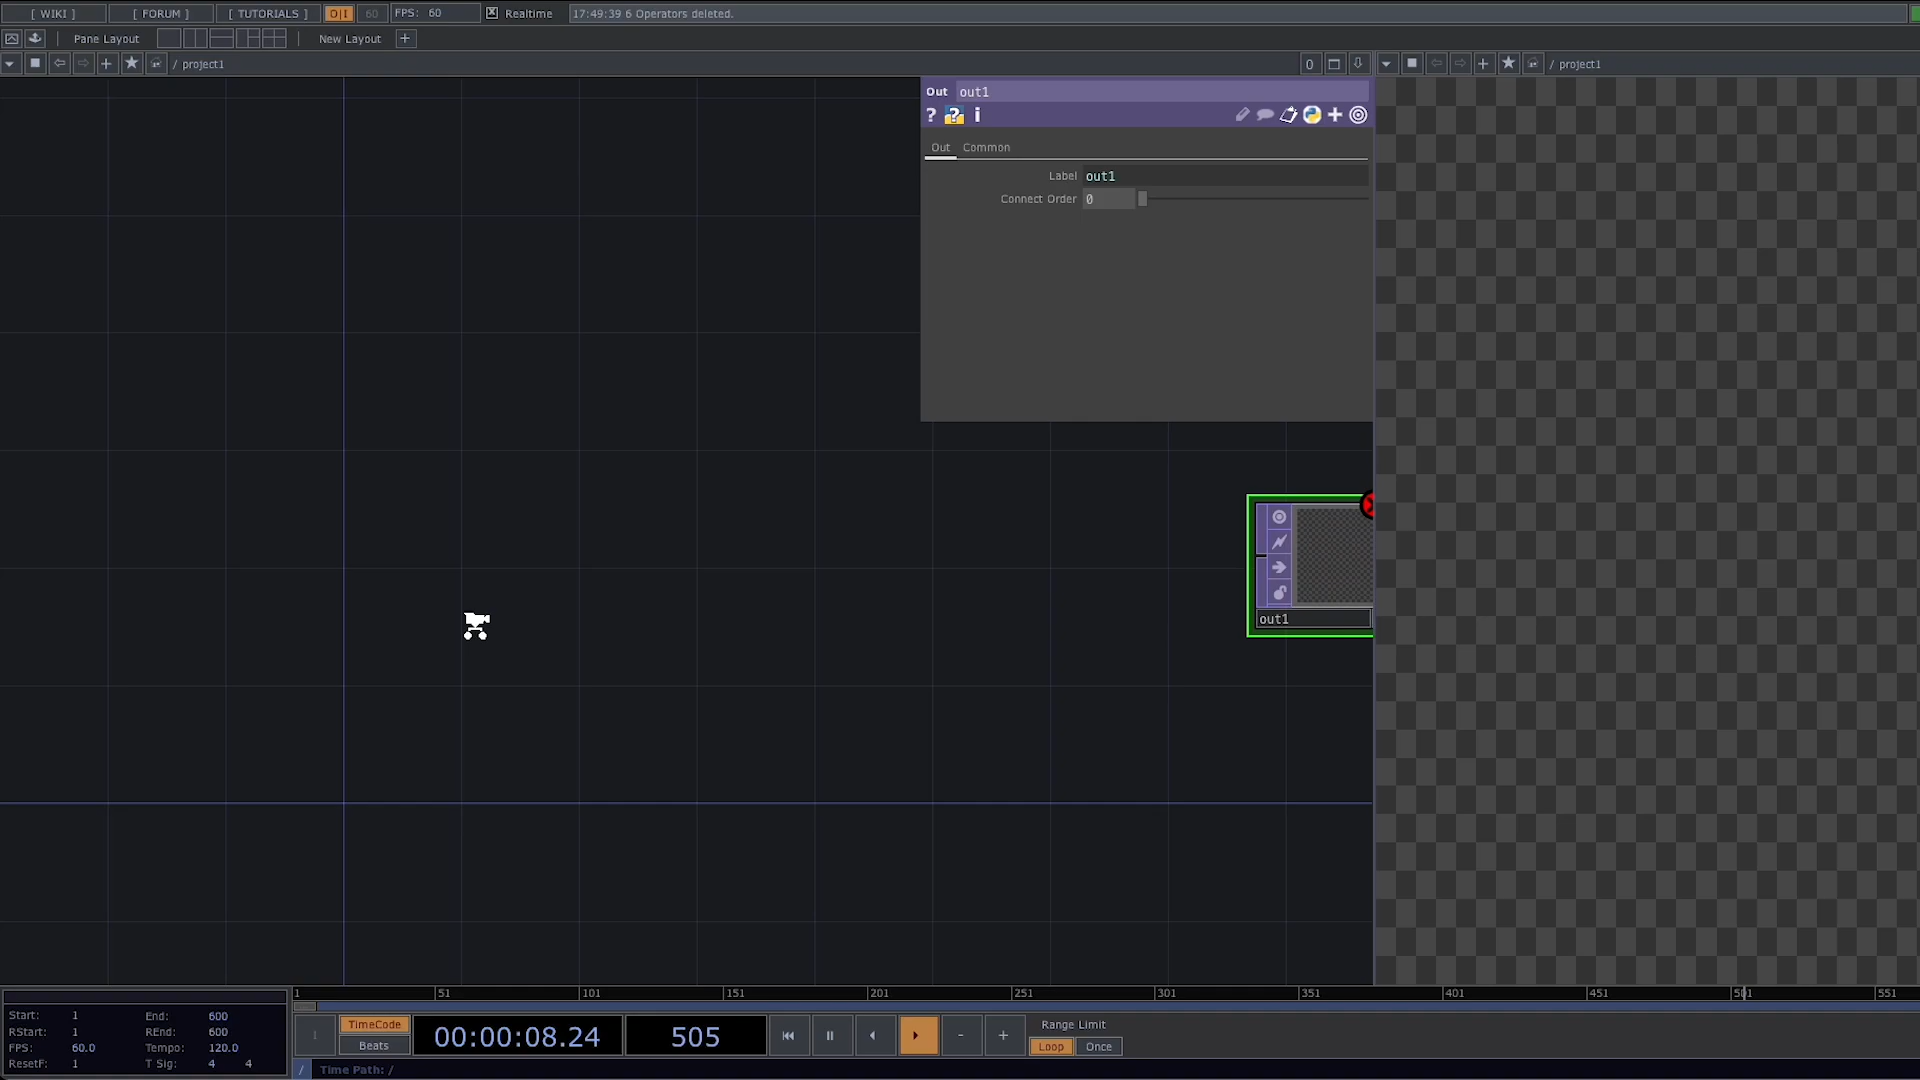 [ WIKI ] [ FORUM ] [ TUTORIALS ] O|I 60 FPS: 60 Realtime 17:49:39 6 Operators deleted.
Pane Layout New Layout +
/ project1 0 / project1
Out out1
? ? i
Out Common
Label out1
Connect Order 0
out1
1 51 101 151 201 251 301 351 401 451 501 551
Start: 1 End: 600
RStart: 1 REnd: 600
FPS: 60.0 Tempo: 120.0
ResetF: 1 T Sig: 4 4
1 TimeCode Beats 00:00:08.24 505 - + Range Limit
Loop Once
/ Time Path: /